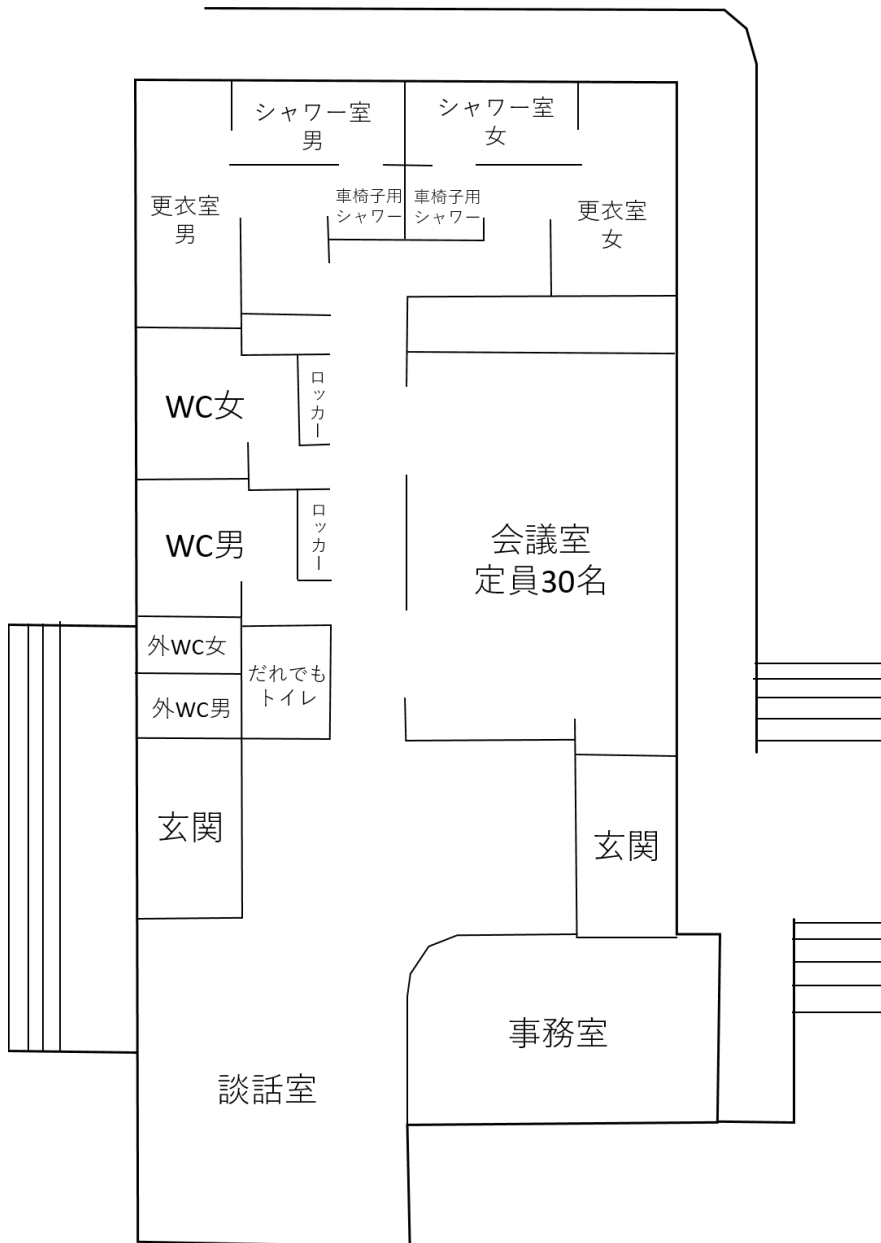 シャワー室
男
シャワー室
女
車椅子用
シャワー
車椅子用
シャワー
更衣室
男
更衣室
女
WC女
ロッカー
WC男
ロッカー
会議室
定員30名
外WC女
だれでも
トイレ
外WC男
玄関
玄関
事務室
談話室